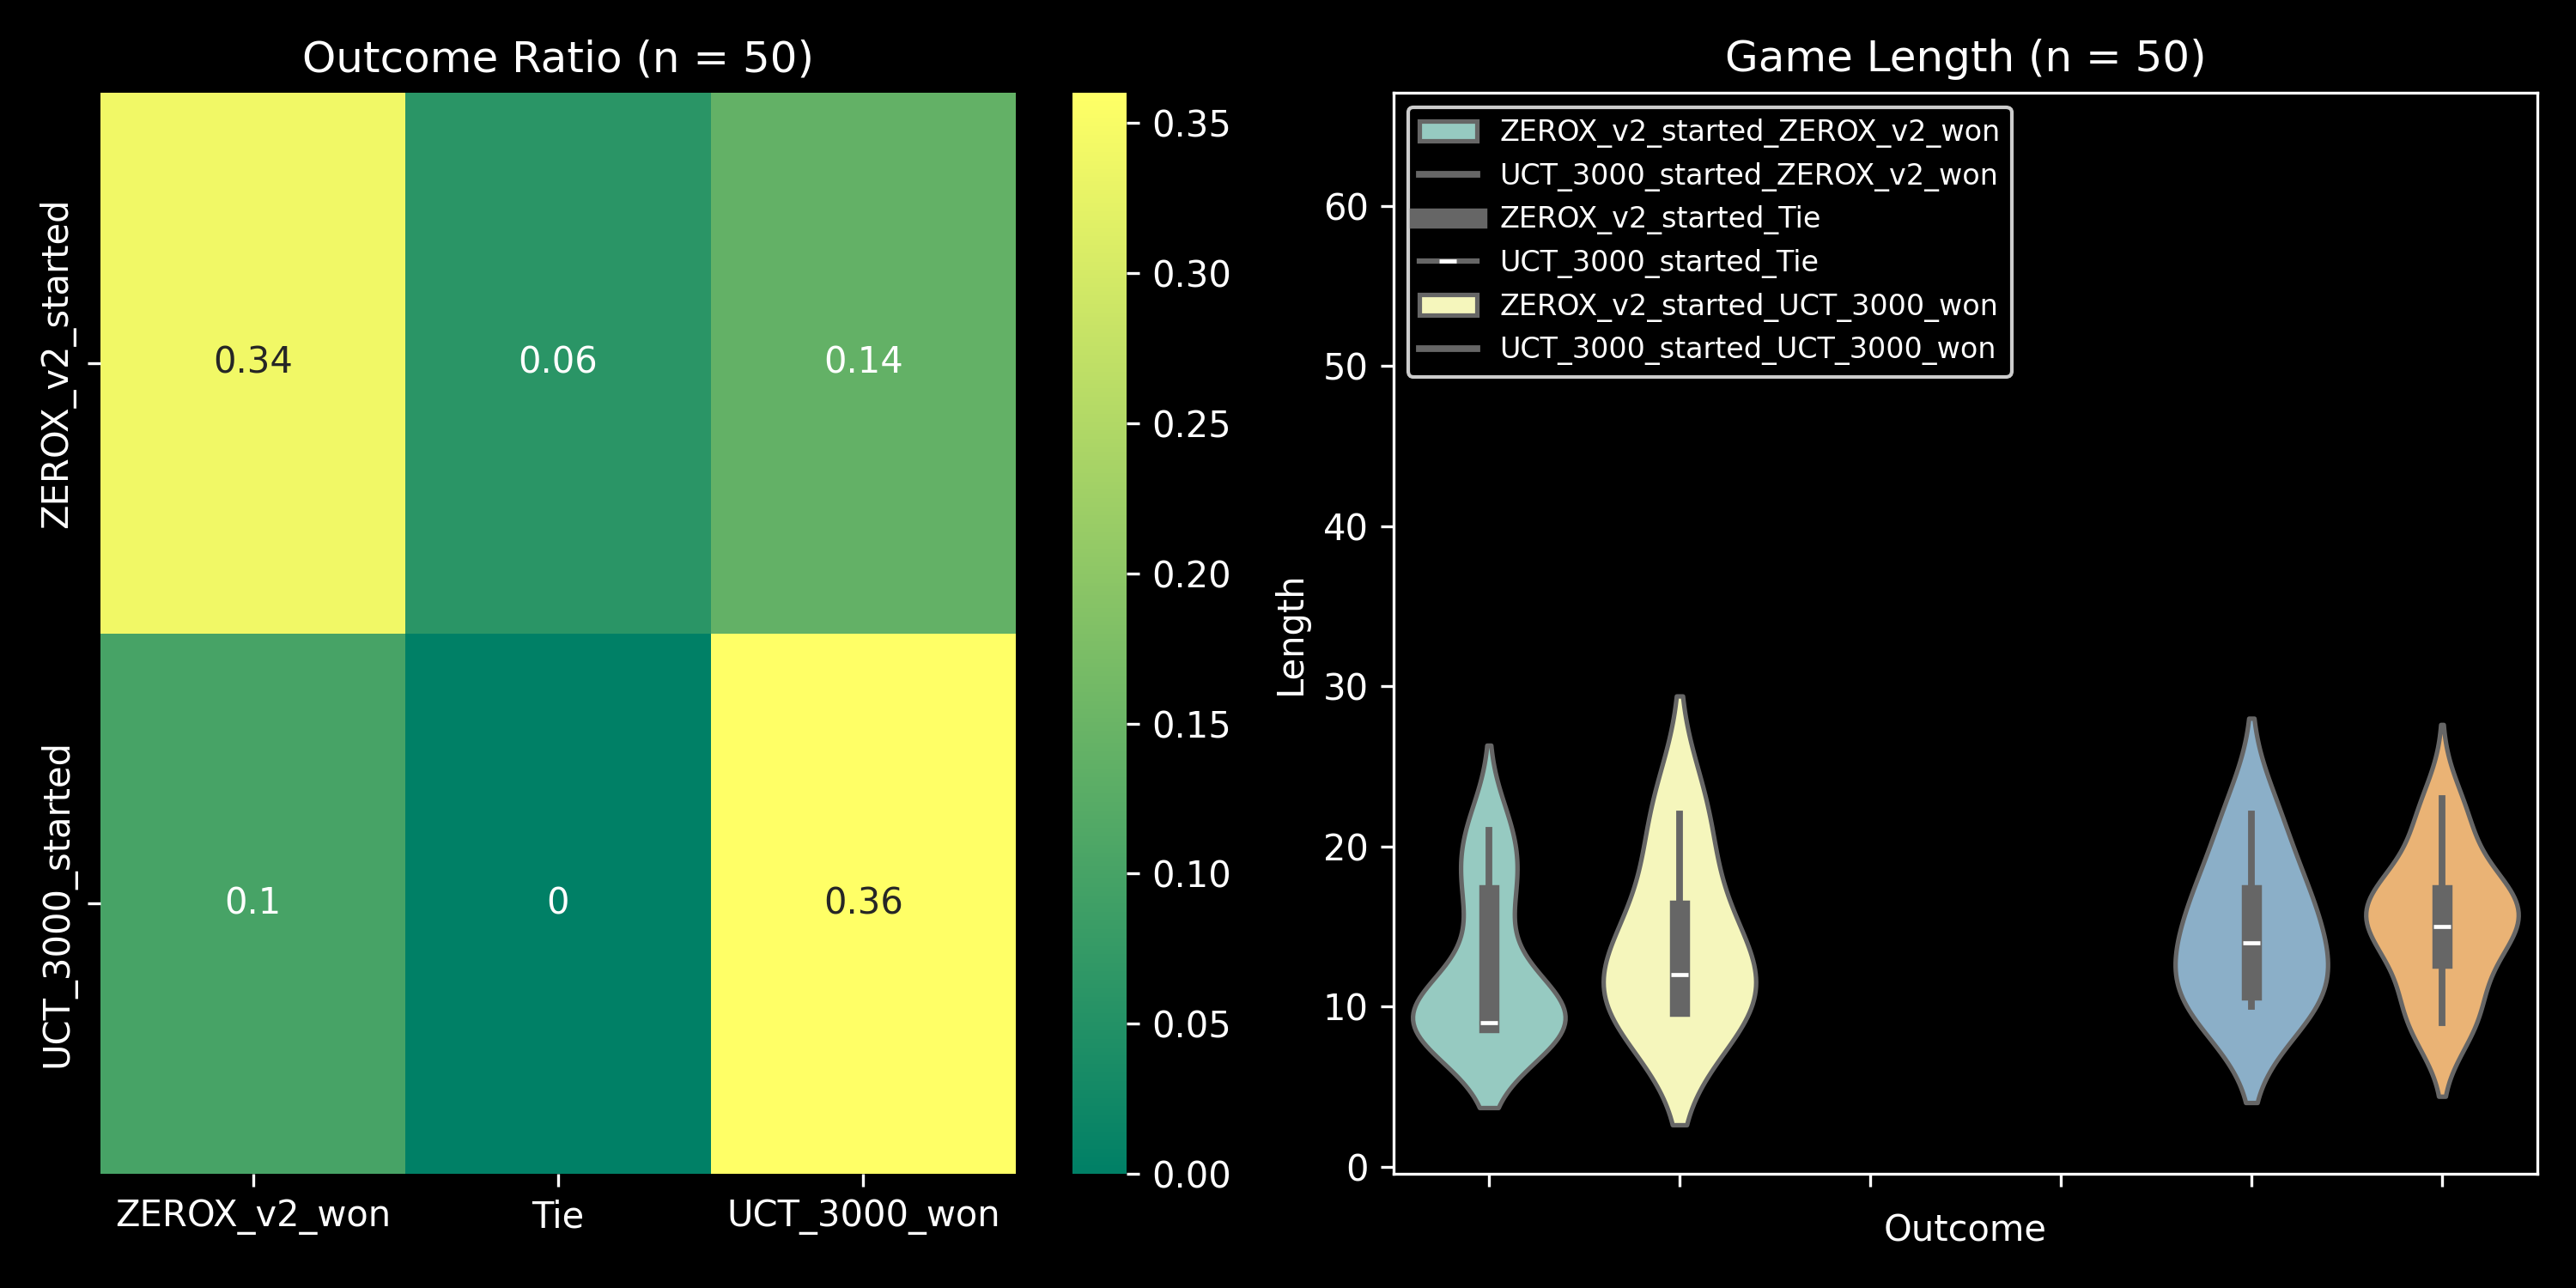 Outcome Ratio (n = 50)
ZEROX_v2_started
UCT_3000_started
0.34
0.06
0.14
0.1
0
0.36
ZEROX_v2_won
Tie
UCT_3000_won
0.35
0.30
0.25
0.20
0.15
0.10
0.05
0.00
Game Length (n = 50)
Length
60
50
40
30
20
10
0
ZEROX_v2_started_ZEROX_v2_won
UCT_3000_started_ZEROX_v2_won
ZEROX_v2_started_Tie
UCT_3000_started_Tie
ZEROX_v2_started_UCT_3000_won
UCT_3000_started_UCT_3000_won
Outcome